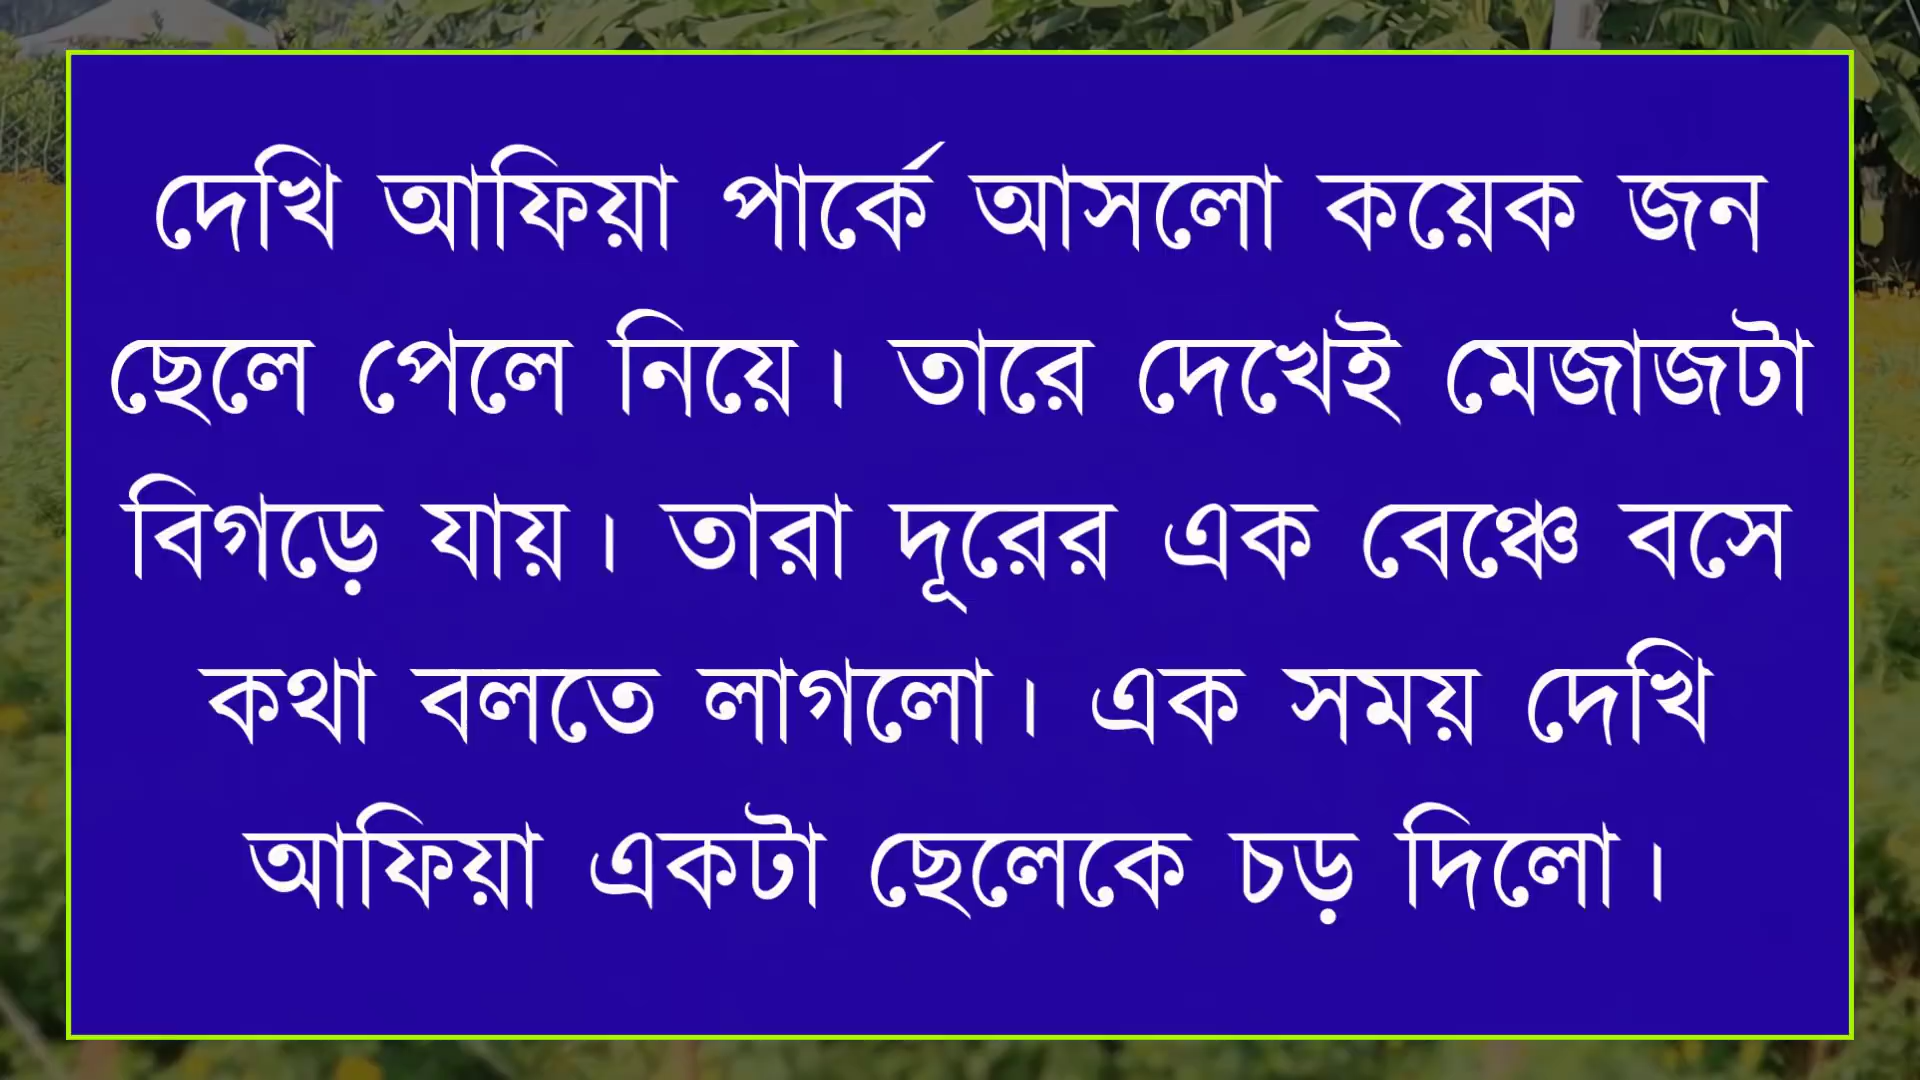 দেখি আফিয়া পার্কে আসলো কয়েক জন
ছেলে পেলে নিয়ে। তারে দেখেই মেজাজটা
বিগড়ে যায়। তারা দূরের এক বেঞ্চে বসে
কথা বলতে লাগলো। এক সময় দেখি
আফিয়া একটা ছেলেকে চড় দিলো।